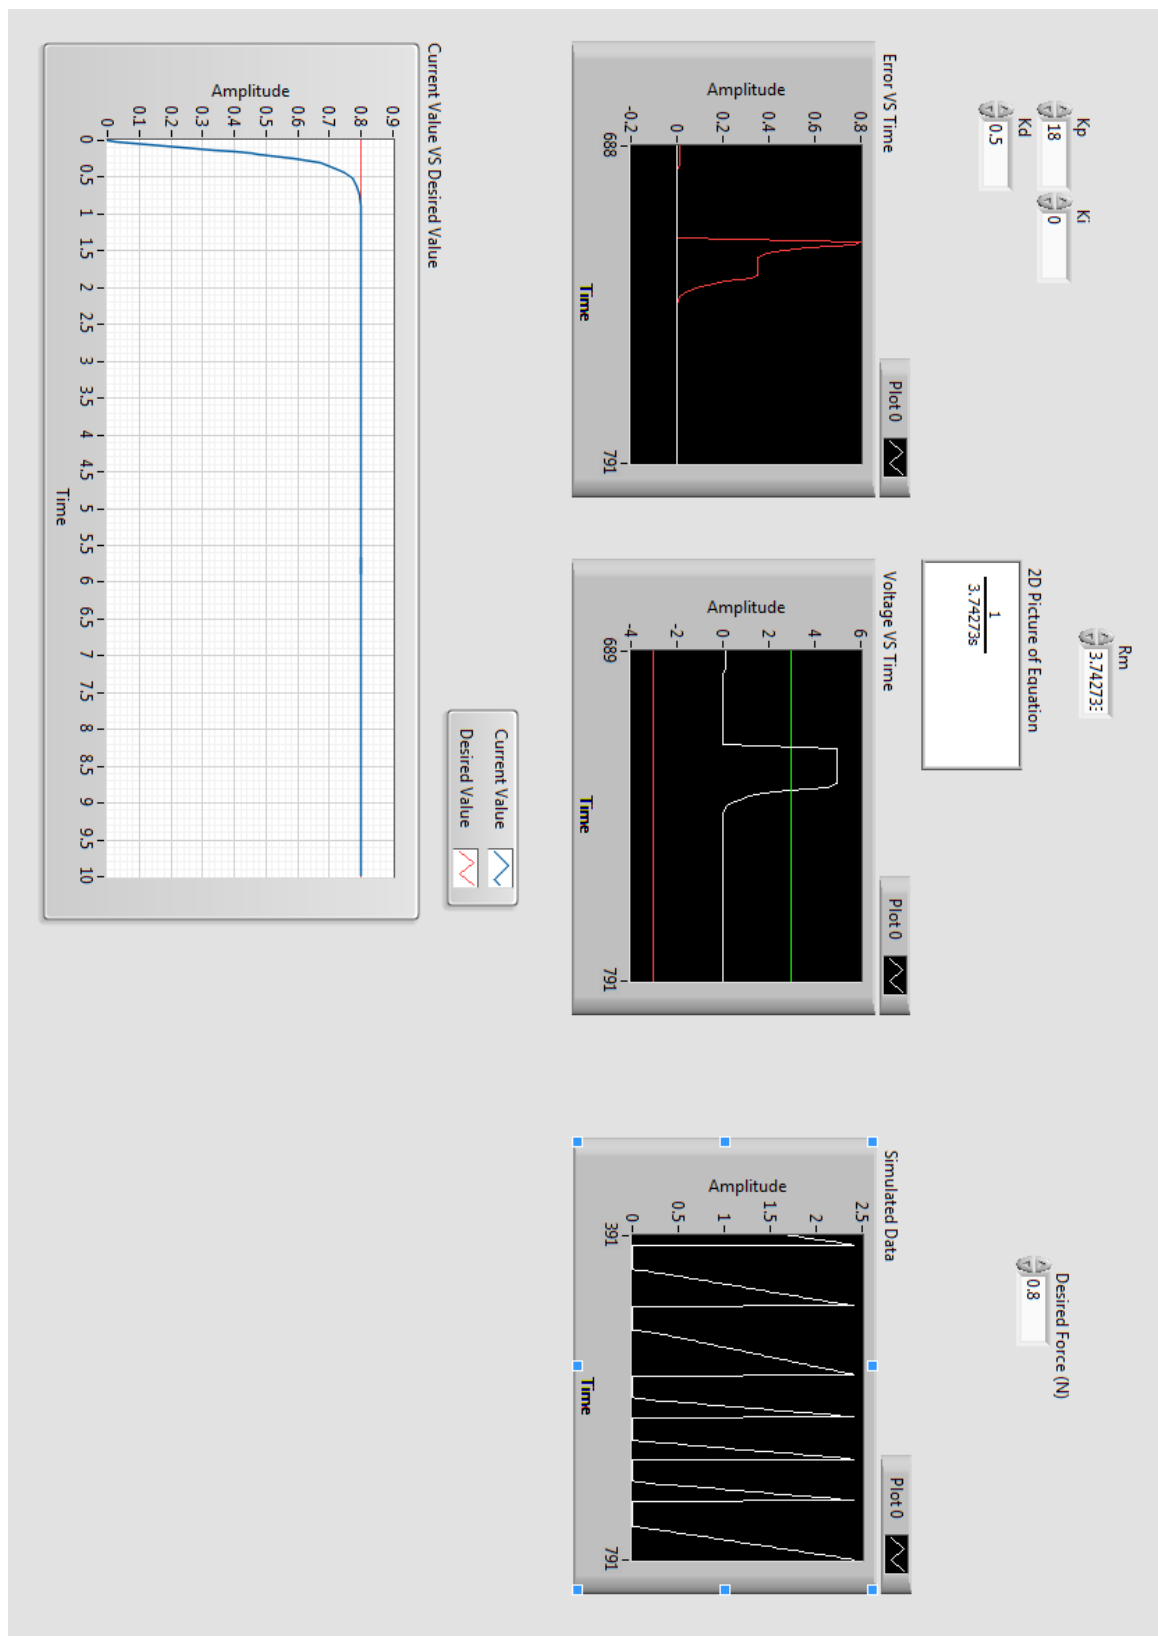 Kp
18
Ki
0
Kd
0.5
Rm
3.74273
2D Picture of Equation
1
3.74273s
Desired Force (N)
0.8
Error VS Time
Plot 0
Amplitude
0.8
0.6
0.4
0.2
0
-0.2
688
791
Time
Voltage VS Time
Plot 0
Amplitude
6
4
2
0
-2
-4
689
791
Time
Simulated Data
Plot 0
Amplitude
2.5
2
1.5
1
0.5
0
391
791
Time
Current Value VS Desired Value
Current Value
Desired Value
Amplitude
0.9
0.8
0.7
0.6
0.5
0.4
0.3
0.2
0.1
0
0 0.5 1 1.5 2 2.5 3 3.5 4 4.5 5 5.5 6 6.5 7 7.5 8 8.5 9 9.5 10
Time